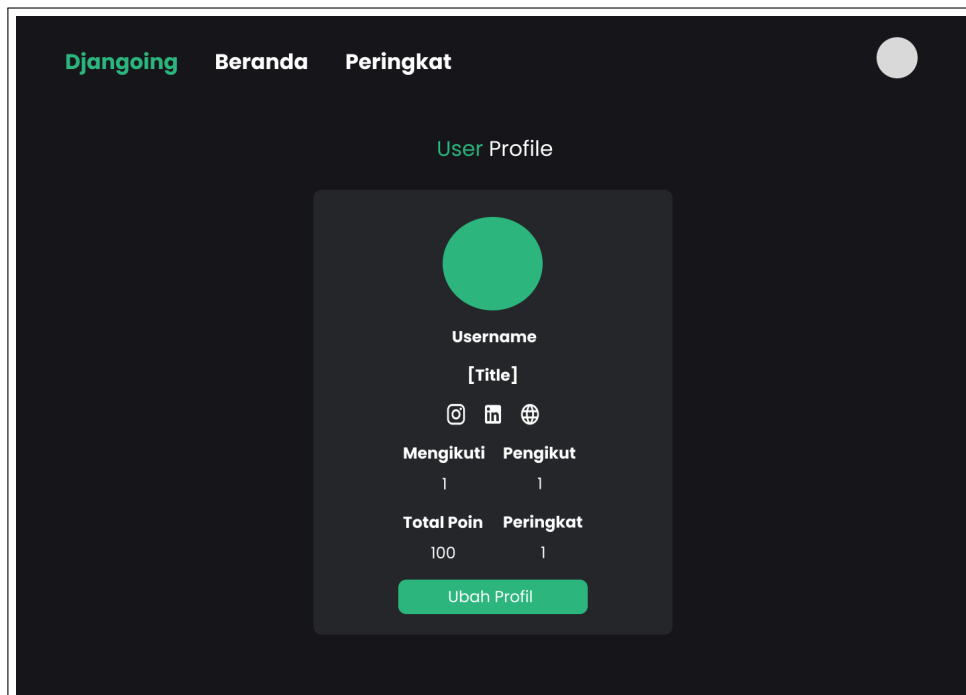 Djangoing Beranda Peringkat
User Profile
Username
[Title]
Mengikuti Pengikut
1 1
Total Poin Peringkat
100 1
Ubah Profil